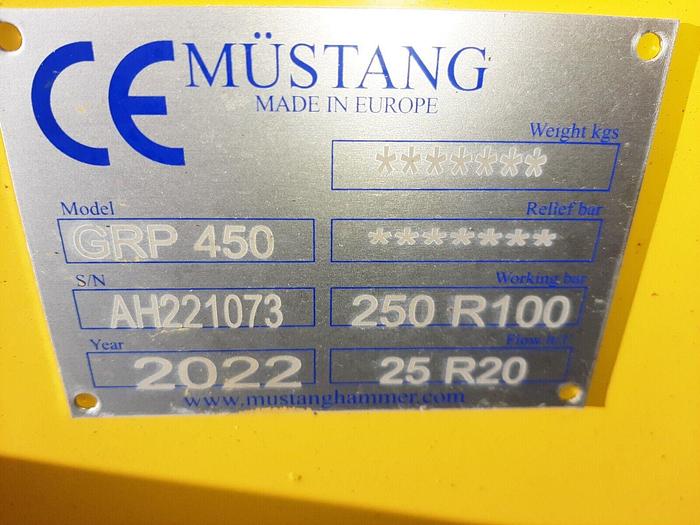 CE MÜSTANG
MADE IN EUROPE
Weight kgs
*******
Model
GRP 450
Relief bar
*******
S/N
AH221073
Working bar
250 R100
Year
2022
Flow
25 R20
www.mustanghammer.com